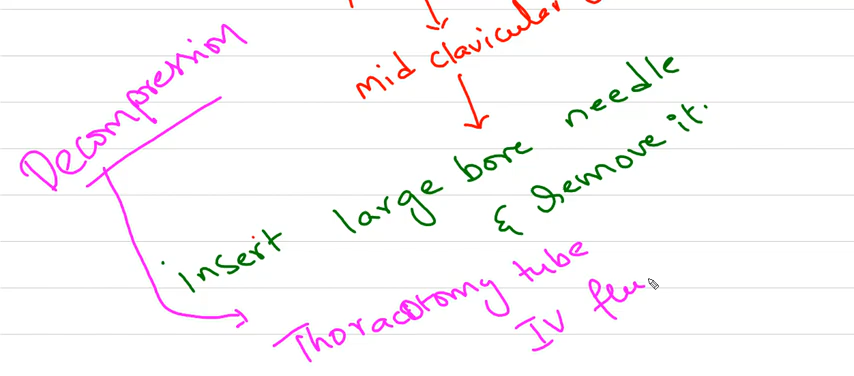 mid clavicular
Decompression
insert large bore needle
& remove it.
Thoracotomy tube
IV flu